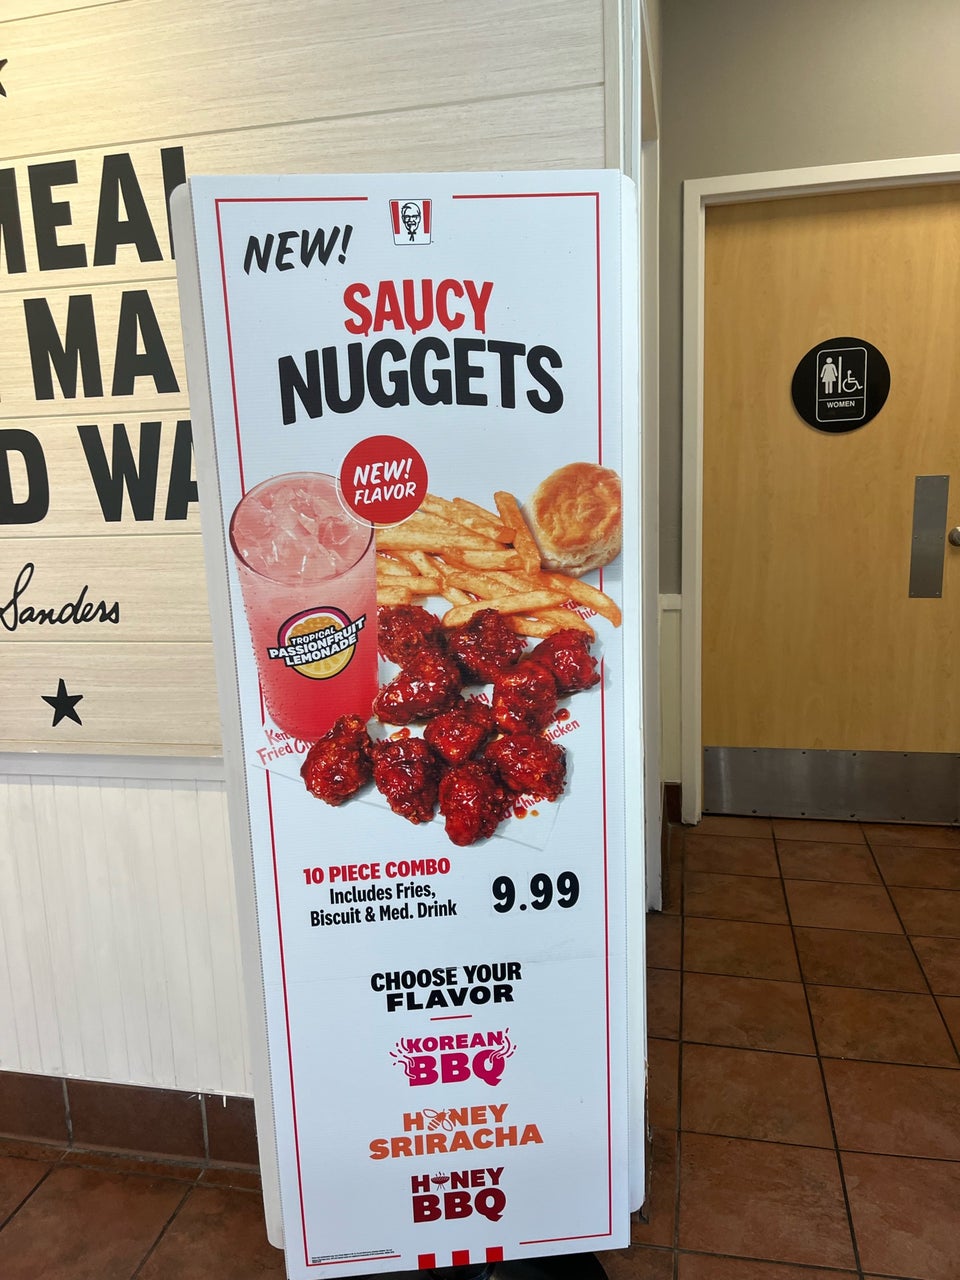 MEAL
MA
D WA
Sanders
NEW!
SAUCY
NUGGETS
NEW!
FLAVOR
TROPICAL
PASSIONFRUIT
LEMONADE
Fried
10 PIECE COMBO
Includes Fries,
Biscuit & Med. Drink
9.99
CHOOSE YOUR
FLAVOR
KOREAN
BBQ
HONEY
SRIRACHA
HONEY
BBQ
WOMEN